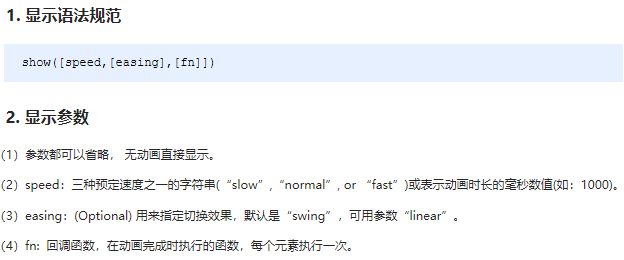 1. 显示语法规范
show([speed,[easing],[fn]])
2. 显示参数
(1）参数都可以省略， 无动画直接显示。
(2）speed：三种预定速度之一的字符串(“slow”,“normal”, or “fast”)或表示动画时长的毫秒数值(如：1000)。
(3）easing：(Optional) 用来指定切换效果，默认是“swing”，可用参数“linear”。
(4）fn: 回调函数，在动画完成时执行的函数，每个元素执行一次。